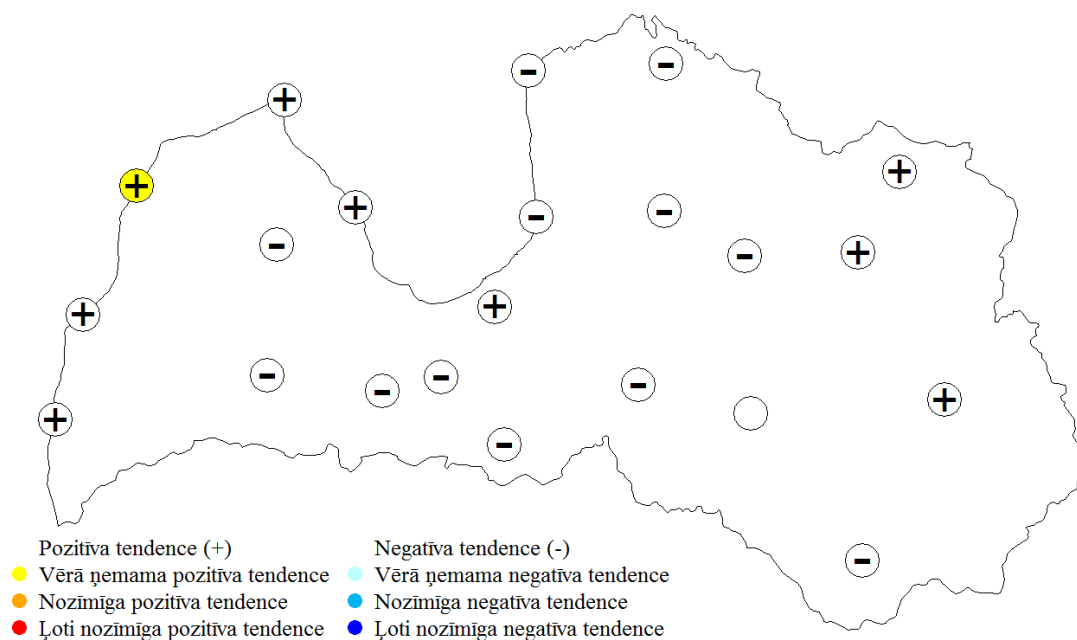 Pozitīva tendence (+)
Vērā ņemama pozitīva tendence
Nozīmīga pozitīva tendence
Ļoti nozīmīga pozitīva tendence
Negatīva tendence (-)
Vērā ņemama negatīva tendence
Nozīmīga negatīva tendence
Ļoti nozīmīga negatīva tendence